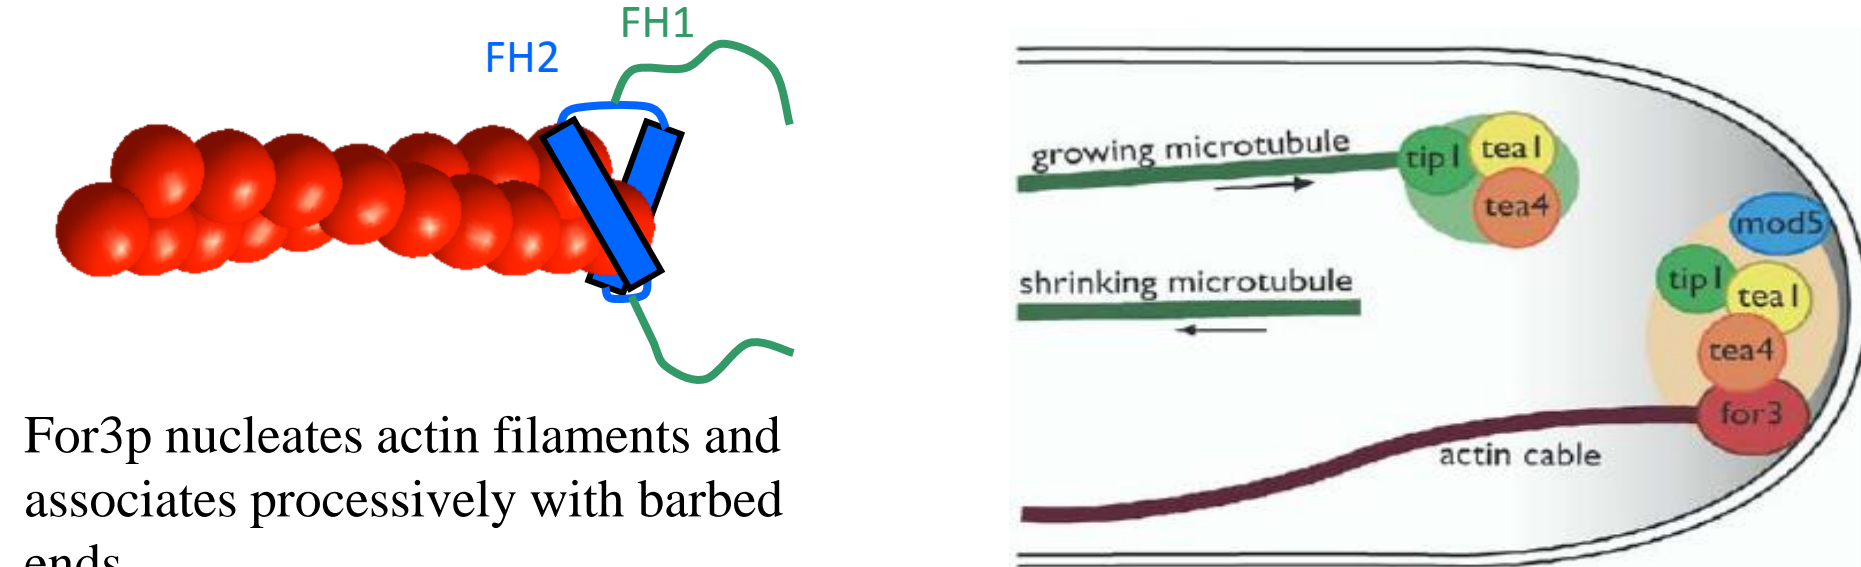 FH1
FH2
For3p nucleates actin filaments and
associates processively with barbed
ends
growing microtubule
tip1
tea1
tea4
mod5
shrinking microtubule
tip1
tea1
tea4
for3
actin cable